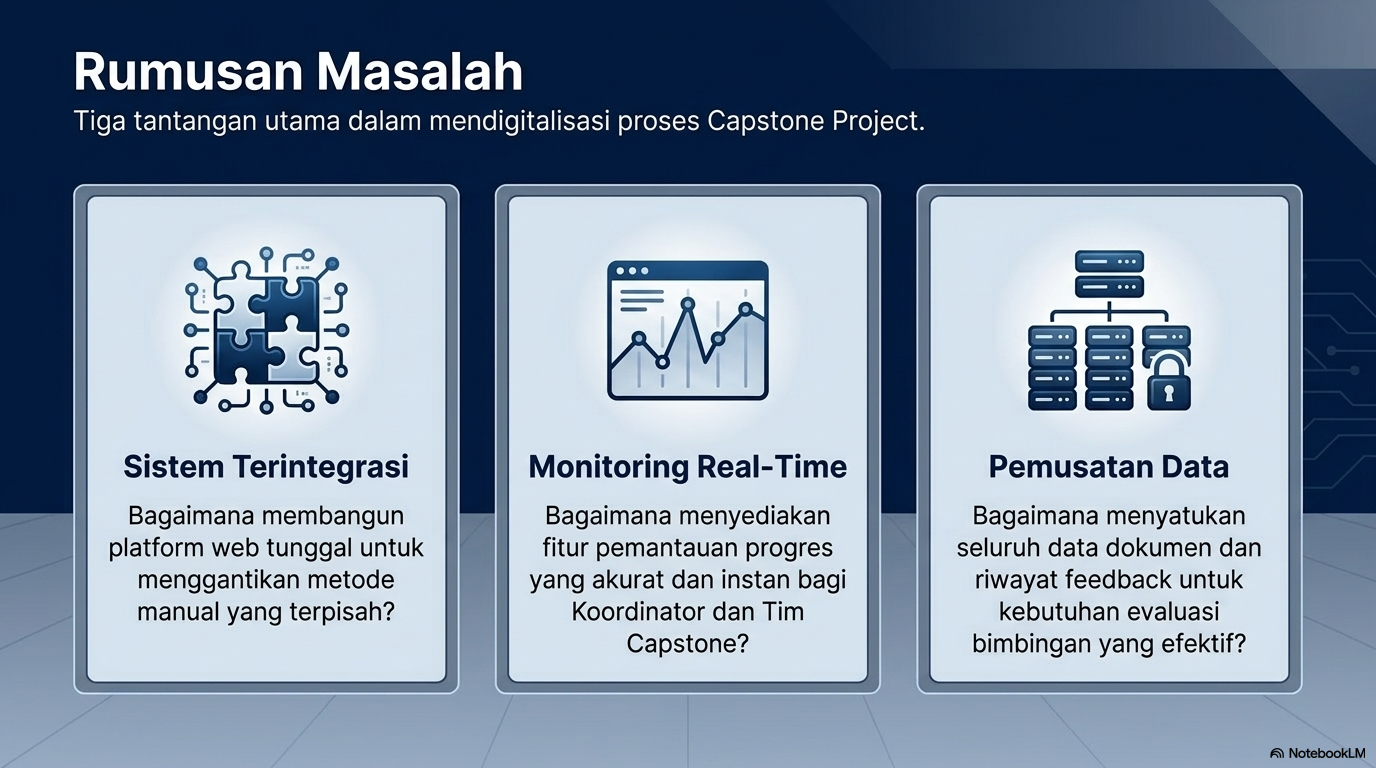 Rumusan Masalah
Tiga tantangan utama dalam mendigitalisasi proses Capstone Project.
Sistem Terintegrasi
Bagaimana membangun
platform web tunggal untuk
menggantikan metode
manual yang terpisah?
Monitoring Real-Time
Bagaimana menyediakan
fitur pemantauan progres
yang akurat dan instan bagi
Koordinator dan Tim
Capstone?
Pemusatan Data
Bagaimana menyatukan
seluruh data dokumen dan
riwayat feedback untuk
kebutuhan evaluasi
bimbingan yang efektif?
NotebookLM